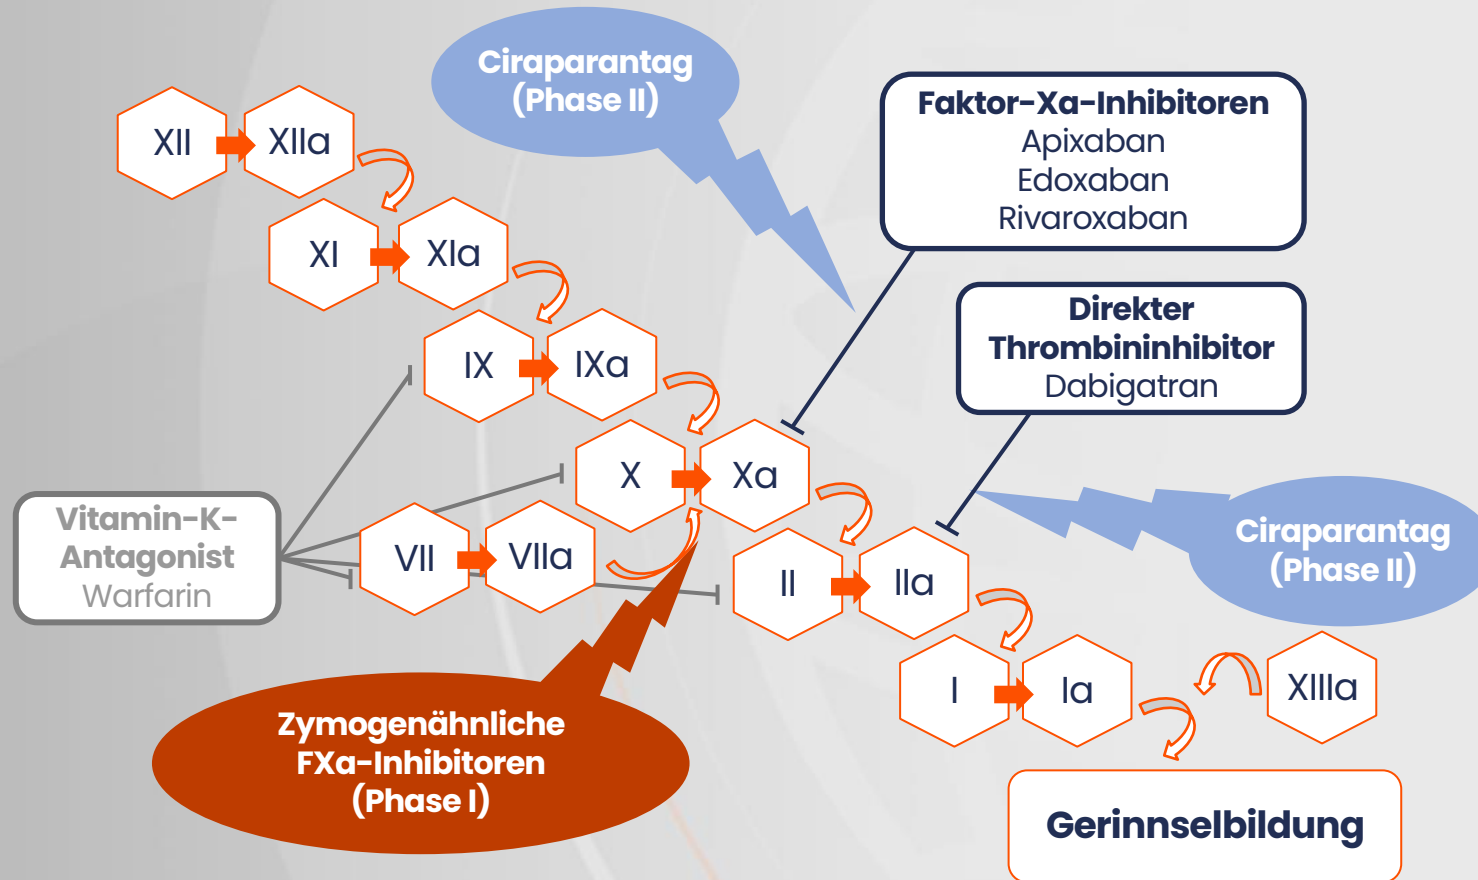 Ciraparantag
(Phase II)
Faktor-Xa-Inhibitoren
Apixaban
Edoxaban
Rivaroxaban
XII
XIIa
XI
XIa
Direkter
Thrombininhibitor
Dabigatran
IX
IXa
X
Xa
Vitamin-K-
Antagonist
Warfarin
VII
VIIa
II
IIa
Ciraparantag
(Phase II)
I
Ia
XIIIa
Zymogenähnliche
FXa-Inhibitoren
(Phase I)
Gerinnselbildung